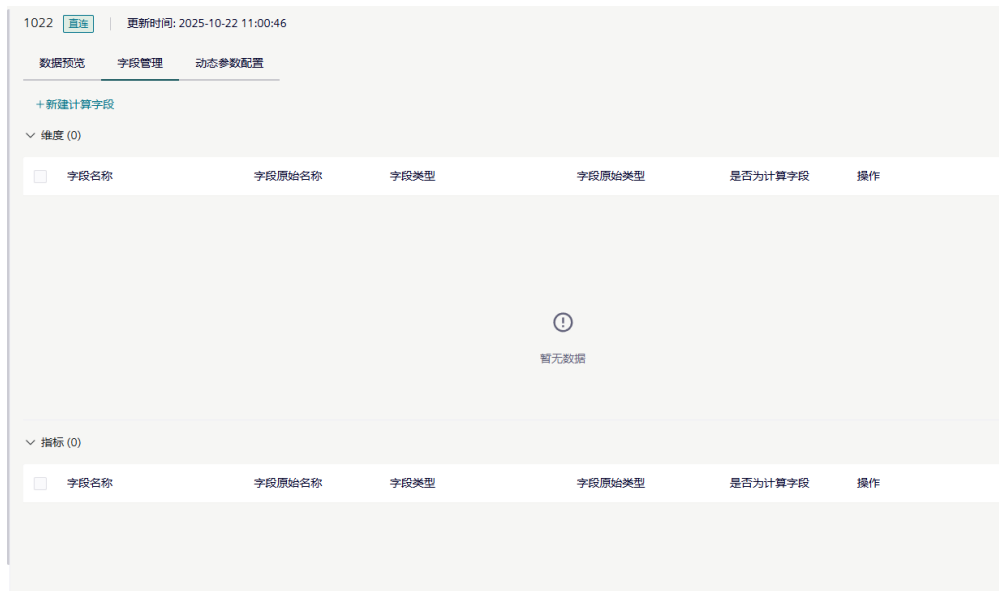 1022 直连 更新时间: 2025-10-22 11:00:46
数据预览 字段管理 动态参数配置
+新建计算字段
维度 (0)
字段名称 字段原始名称 字段类型 字段原始类型 是否为计算字段 操作
暂无数据
指标 (0)
字段名称 字段原始名称 字段类型 字段原始类型 是否为计算字段 操作